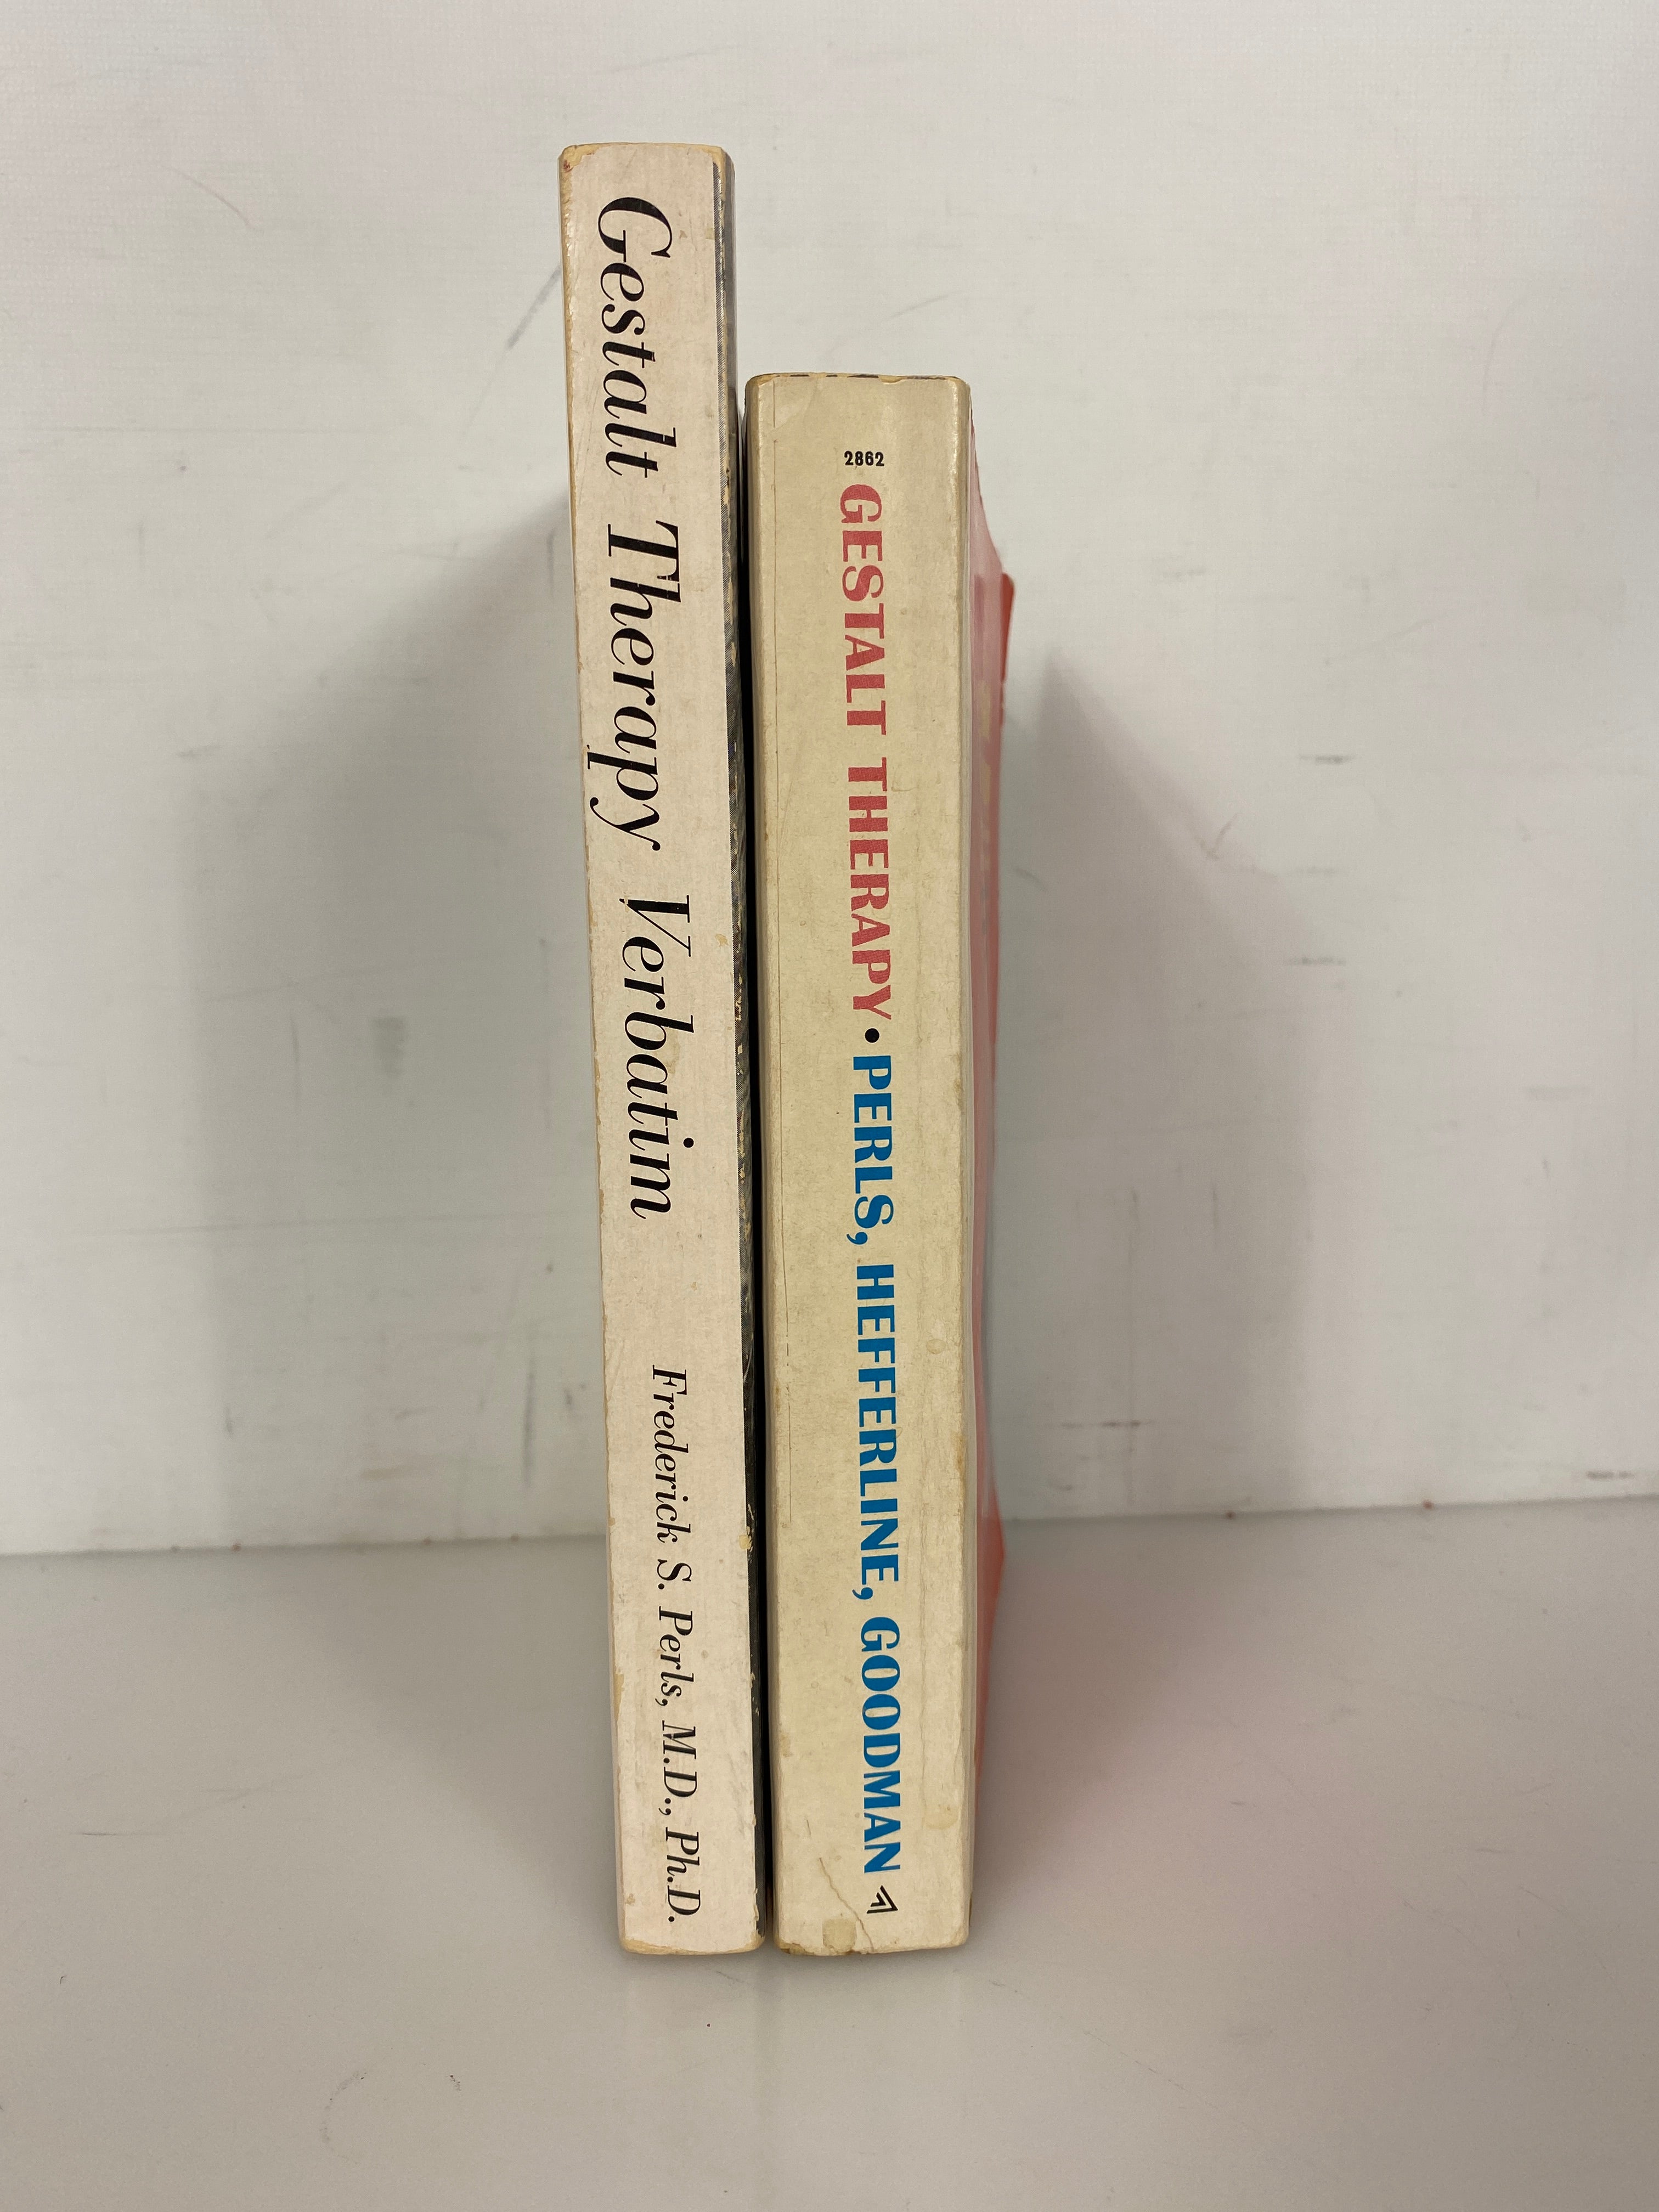 Gestalt Therapy Verbatim
Frederick S. Perls, M.D., Ph.D.
2862
GESTALT THERAPY • PERLS, HEFFERLINE, GOODMAN